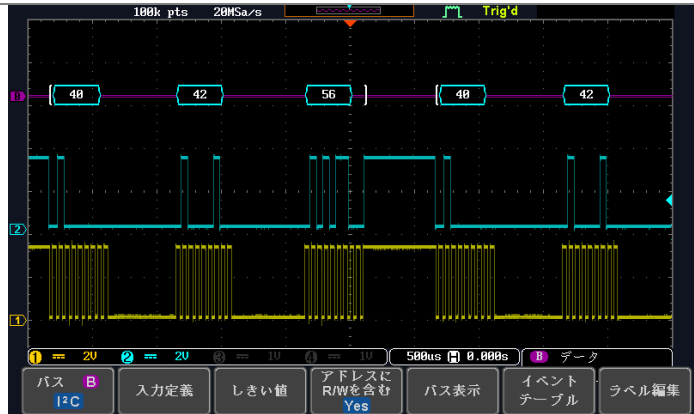 100k pts 20MSa/s Trig'd
B 40 42 56 40 42
2
1
1 2V 2 2V 3 1V 4 1V 500us H 0.000s B データ
バス B
I²C
入力定義
しきい値
アドレスに
R/Wを含む
Yes
バス表示
イベント
テーブル
ラベル編集